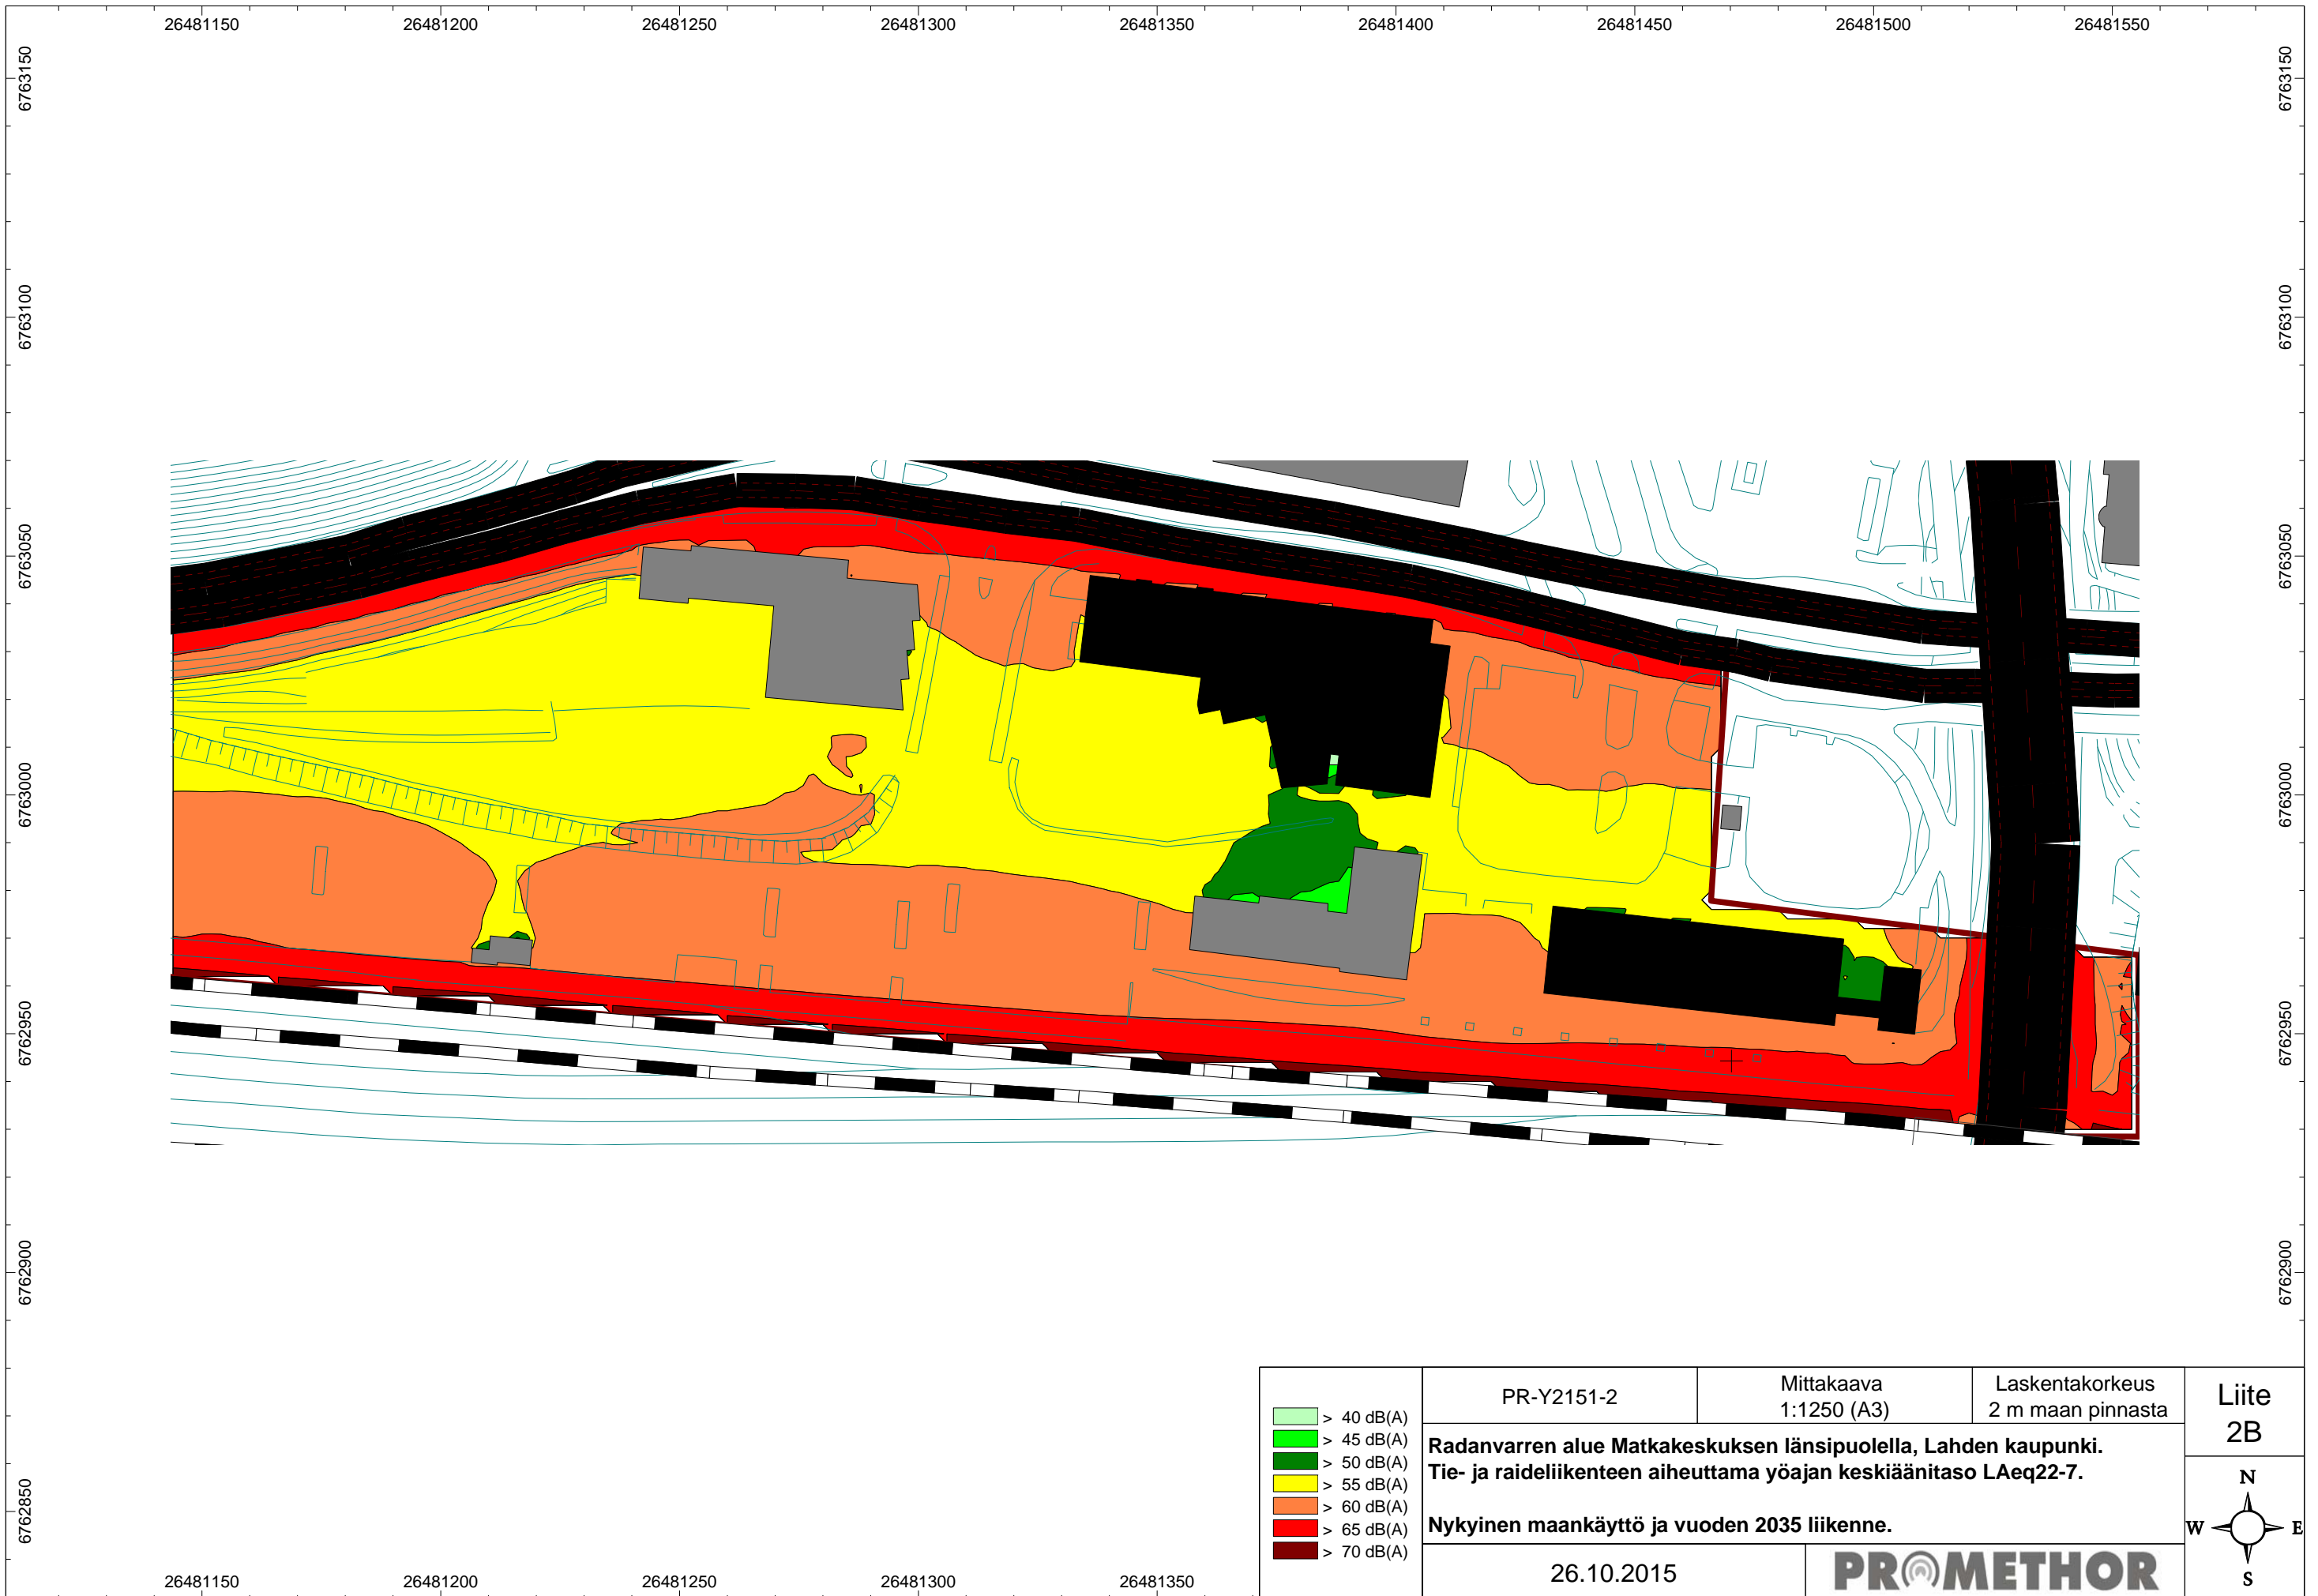 26481150 26481200 26481250 26481300 26481350 26481400 26481450 26481500 26481550
6763150 6763150
6763100 6763100
6763050 6763050
6763000 6763000
6762950 6762950
6762900 6762900
6762850 6762850
26481150 26481200 26481250 26481300 26481350
> 40 dB(A)
> 45 dB(A)
> 50 dB(A)
> 55 dB(A)
> 60 dB(A)
> 65 dB(A)
> 70 dB(A)
PR-Y2151-2
Mittakaava
1:1250 (A3)
Laskentakorkeus
2 m maan pinnasta
Liite
2B
Radanvarren alue Matkakeskuksen länsipuolella, Lahden kaupunki.
Tie- ja raideliikenteen aiheuttama yöajan keskiäänitaso LAeq22-7.
Nykyinen maankäyttö ja vuoden 2035 liikenne.
26.10.2015
PROMETHOR
N
W E
S